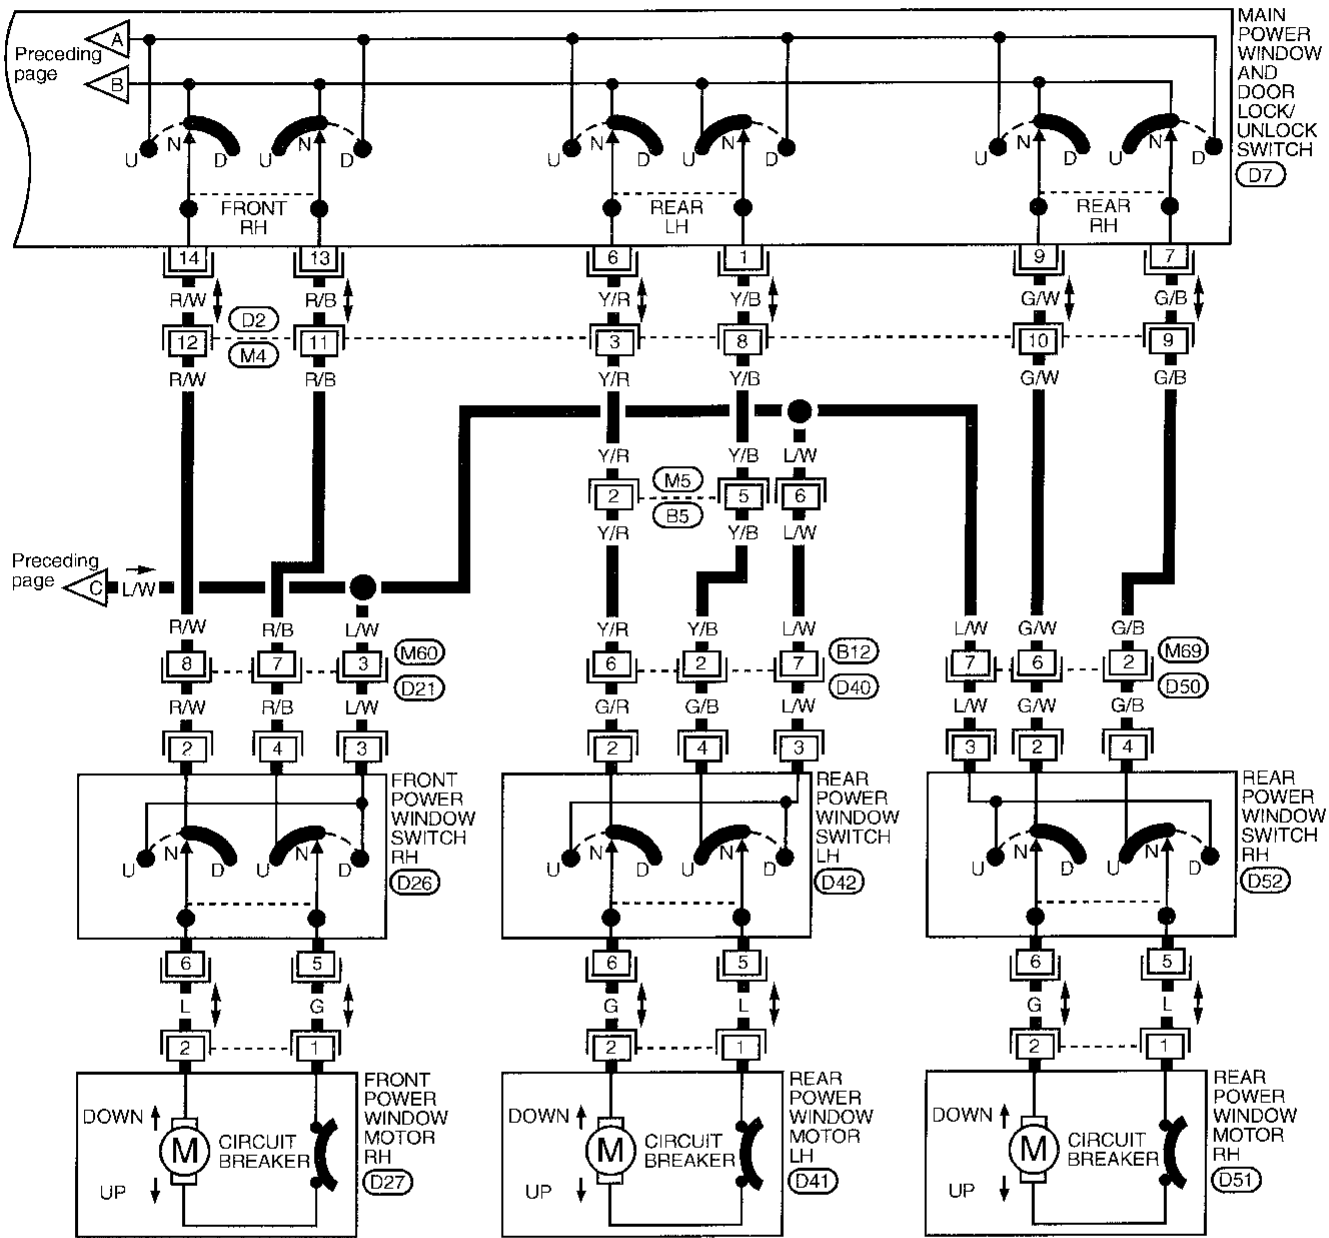 MAIN
POWER
WINDOW
AND
DOOR
LOCK/
UNLOCK
SWITCH
D7
A
Preceding
page
B
U N D U N D U N D U N D U N D U N D
FRONT
RH
REAR
LH
REAR
RH
14 13 6 1 9 7
R/W R/B Y/R Y/B G/W G/B
D2
12 11 3 8 10 9
M4
R/W R/B Y/R Y/B G/W G/B
Y/R Y/B L/W
M5
2 5 6
B5
Y/R Y/B L/W
Preceding
page
C L/W
R/W R/B L/W Y/R Y/B L/W L/W G/W G/B
M60 B12 M69
8 7 3 6 2 7 7 6 2
D21 D40 D50
R/W R/B L/W G/R G/B L/W L/W G/W G/B
2 4 3 2 4 3 3 2 4
FRONT
POWER
WINDOW
SWITCH
RH
D26
REAR
POWER
WINDOW
SWITCH
LH
D42
REAR
POWER
WINDOW
SWITCH
RH
D52
U N D U N D U N D U N D U N D U N D
6 5 6 5 6 5
L G G L G L
2 1 2 1 2 1
FRONT
POWER
WINDOW
MOTOR
RH
D27
REAR
POWER
WINDOW
MOTOR
LH
D41
REAR
POWER
WINDOW
MOTOR
RH
D51
DOWN DOWN DOWN
M CIRCUIT
BREAKER
M CIRCUIT
BREAKER
M CIRCUIT
BREAKER
UP UP UP